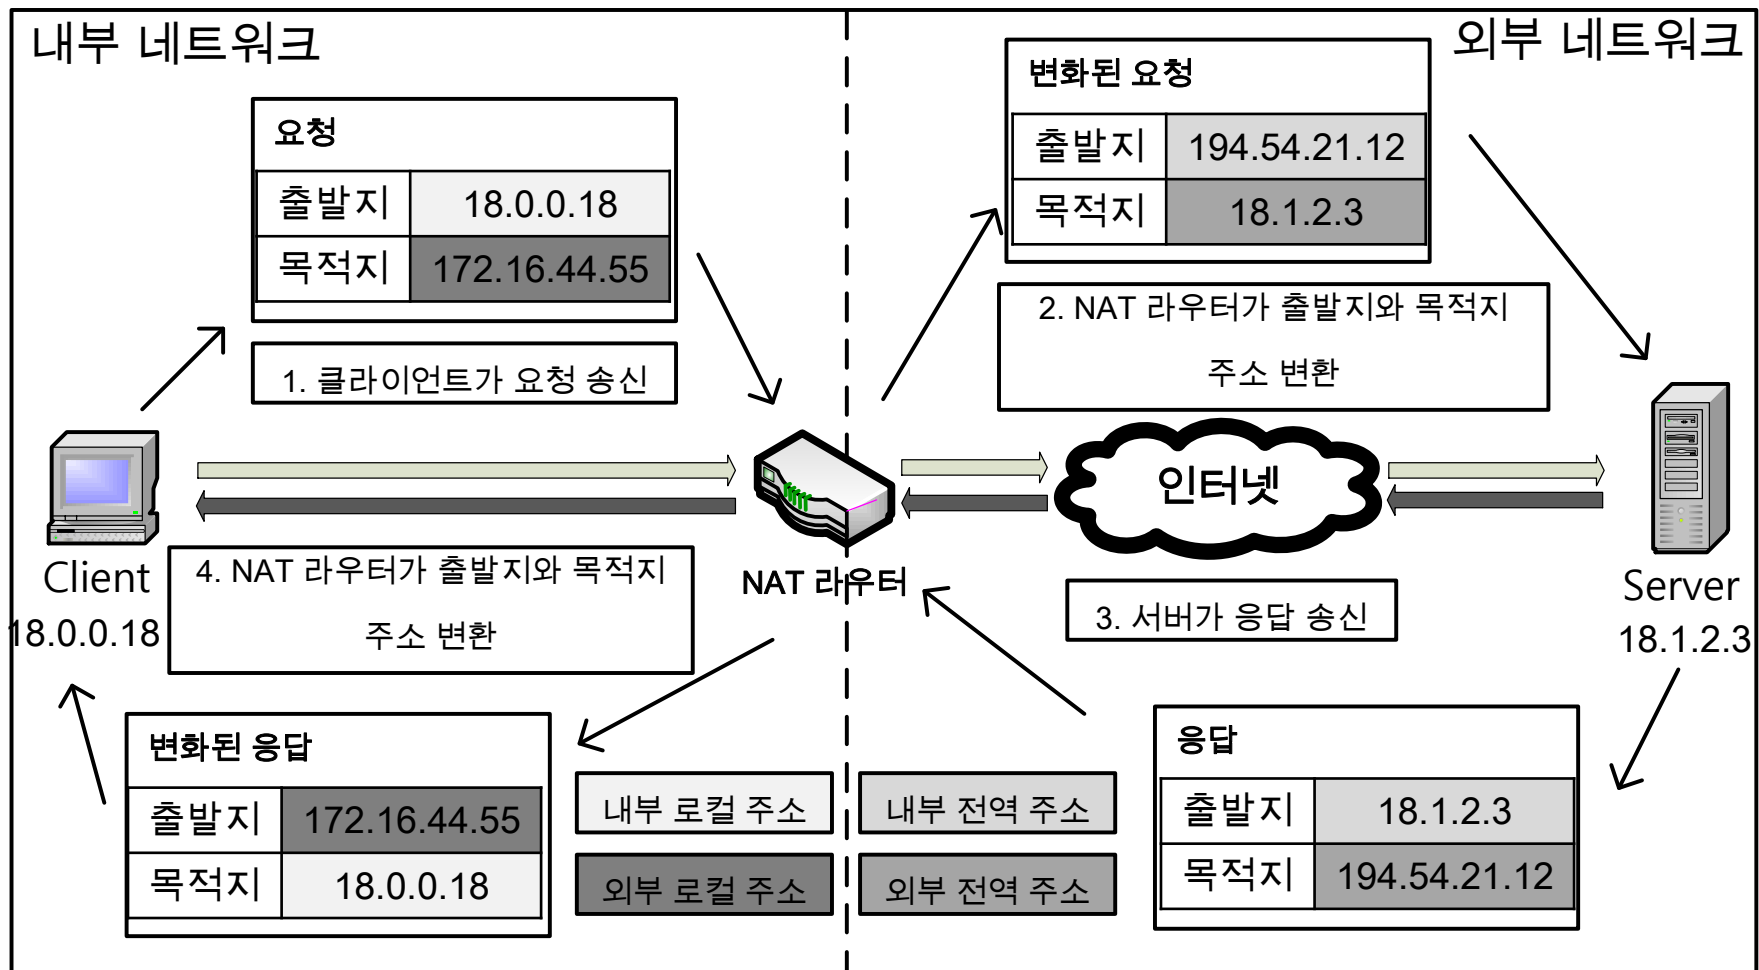 내부 네트워크
외부 네트워크
요청
출발지 18.0.0.18
목적지 172.16.44.55
1. 클라이언트가 요청 송신
변화된 요청
출발지 194.54.21.12
목적지 18.1.2.3
2. NAT 라우터가 출발지와 목적지
주소 변환
인터넷
Client
18.0.0.18
NAT 라우터
Server
18.1.2.3
4. NAT 라우터가 출발지와 목적지
주소 변환
3. 서버가 응답 송신
변화된 응답
출발지 172.16.44.55
목적지 18.0.0.18
내부 로컬 주소
내부 전역 주소
외부 로컬 주소
외부 전역 주소
응답
출발지 18.1.2.3
목적지 194.54.21.12